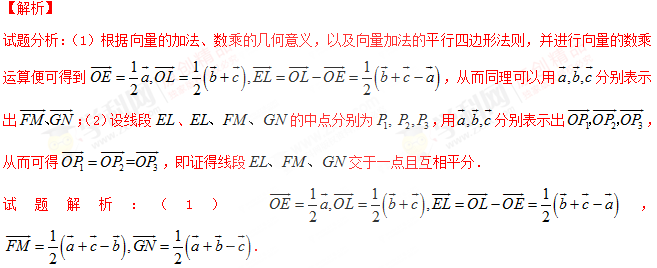 【解析】
试题分析：（1）根据向量的加法、数乘的几何意义，以及向量加法的平行四边形法则，并进行向量的数乘
运算便可得到 $\overrightarrow{OE}=\frac{1}{2}\vec{a},\overrightarrow{OL}=\frac{1}{2}(\vec{b}+\vec{c}),\overrightarrow{EL}=\overrightarrow{OL}-\overrightarrow{OE}=\frac{1}{2}(\vec{b}+\vec{c}-\vec{a})$，从而同理可以用 $\vec{a},\vec{b},\vec{c}$ 分别表示
出 $\overrightarrow{FM}、\overrightarrow{GN}$；（2）设线段 EL、EL、FM、GN 的中点分别为 $P_1,P_2,P_3$，用 $\vec{a},\vec{b},\vec{c}$ 分别表示出 $\overrightarrow{OP_1},\overrightarrow{OP_2},\overrightarrow{OP_3}$，
从而可得 $\overrightarrow{OP_1}=\overrightarrow{OP_2}=\overrightarrow{OP_3}$，即证得线段 EL、FM、GN 交于一点且互相平分．
试题解析：（1）$\overrightarrow{OE}=\frac{1}{2}\vec{a},\overrightarrow{OL}=\frac{1}{2}(\vec{b}+\vec{c}),\overrightarrow{EL}=\overrightarrow{OL}-\overrightarrow{OE}=\frac{1}{2}(\vec{b}+\vec{c}-\vec{a})$，
$\overrightarrow{FM}=\frac{1}{2}(\vec{a}+\vec{c}-\vec{b}),\overrightarrow{GN}=\frac{1}{2}(\vec{a}+\vec{b}-\vec{c})$．